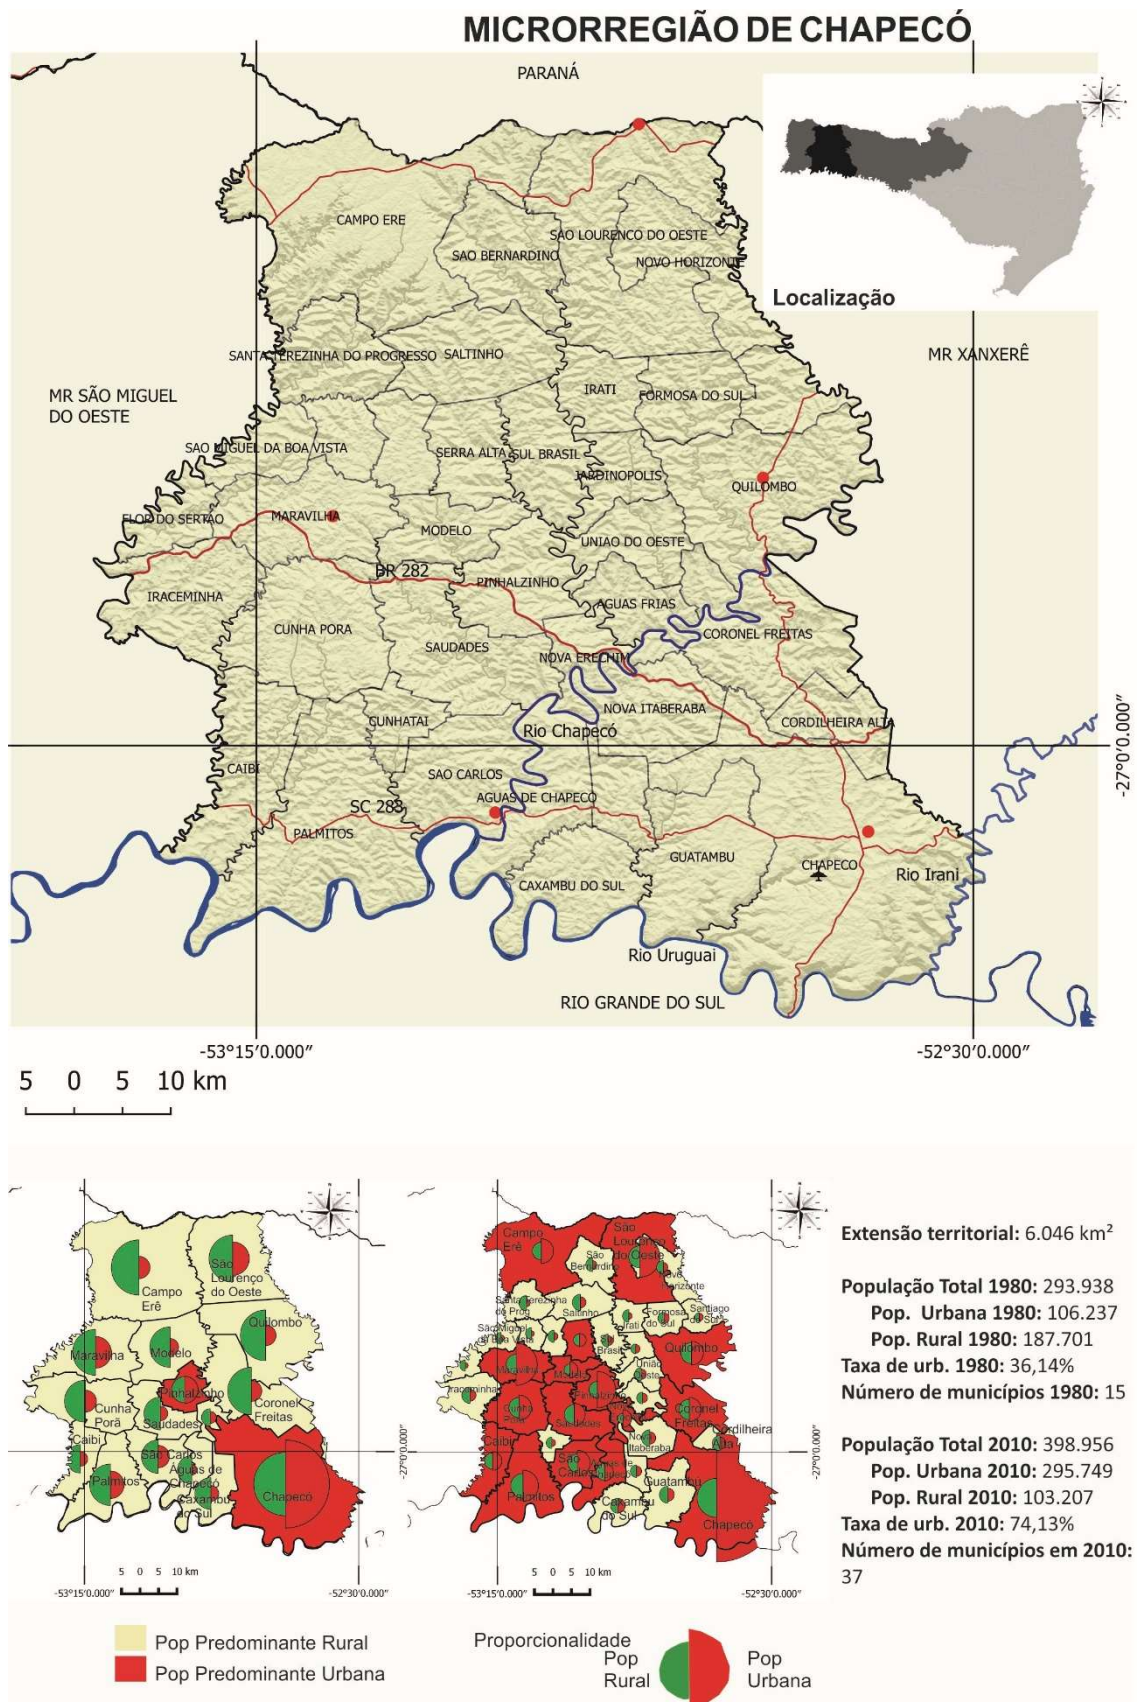 MICRORREGIÃO DE CHAPECÓ
PARANÁ
CAMPO ERE
SAO LOURENCO DO OESTE
SAO BERNARDINO
NOVO HORIZONTE
Localização
SANTA TEREZINHA DO PROGRESSO
SALTINHO
MR XANXERÊ
MR SÃO MIGUEL
DO OESTE
IRATI
FORMOSA DO SUL
SAO MIGUEL DA BOA VISTA
SERRA ALTA
SUL BRASIL
JARDINOPOLIS
QUILOMBO
FLOR DO SERTAO
MARAVILHA
MODELO
UNIAO DO OESTE
BR 282
PINHALZINHO
IRACEMINHA
AGUAS FRIAS
CUNHA PORA
CORONEL FREITAS
SAUDADES
NOVA ERECHIM
NOVA ITABERABA
CUNHATAI
Rio Chapecó
CORDILHEIRA ALTA
-27°0'0.000"
CAIBI
SAO CARLOS
AGUAS DE CHAPECO
SC 283
PALMITOS
GUATAMBU
CHAPECO
CAXAMBU DO SUL
Rio Irani
Rio Uruguai
RIO GRANDE DO SUL
-53°15'0.000"
-52°30'0.000"
5 0 5 10 km
Campo
Erê
São
Lourenço
do Oeste
Quilombo
Maravilha
Modelo
Pinhalzinho
Cunha
Porã
Saudades
Coronel
Freitas
Caibi
São Carlos
Águas de
Chapecó
Palmitos
Caxambu
do Sul
Chapecó
-27°0'0.000"
5 0 5 10 km
-53°15'0.000"
-52°30'0.000"
Campo
Erê
São
Lourenço
do Oeste
São
Bernardino
Novo
Horizonte
Santa Terezinha
do Prog
Saltinho
Irati
Formosa
do Sul
Santiago
do Sul
São Miguel
da Boa Vista
Sul
Brasil
Quilombo
Maravilha
Modelo
União
do Oeste
Iraceminha
Pinhalzinho
Cunha
Porã
Saudades
Coronel
Freitas
Nova
Itaberaba
Cordilheira
Alta
Caibi
São
Carlos
Águas de
Chapecó
Palmitos
Guatambú
Caxambu
do Sul
Chapecó
-27°0'0.000"
5 0 5 10 km
-53°15'0.000"
-52°30'0.000"
Extensão territorial: 6.046 km²
População Total 1980: 293.938
Pop. Urbana 1980: 106.237
Pop. Rural 1980: 187.701
Taxa de urb. 1980: 36,14%
Número de municípios 1980: 15
População Total 2010: 398.956
Pop. Urbana 2010: 295.749
Pop. Rural 2010: 103.207
Taxa de urb. 2010: 74,13%
Número de municípios em 2010:
37
Pop Predominante Rural
Pop Predominante Urbana
Proporcionalidade
Pop
Rural
Pop
Urbana